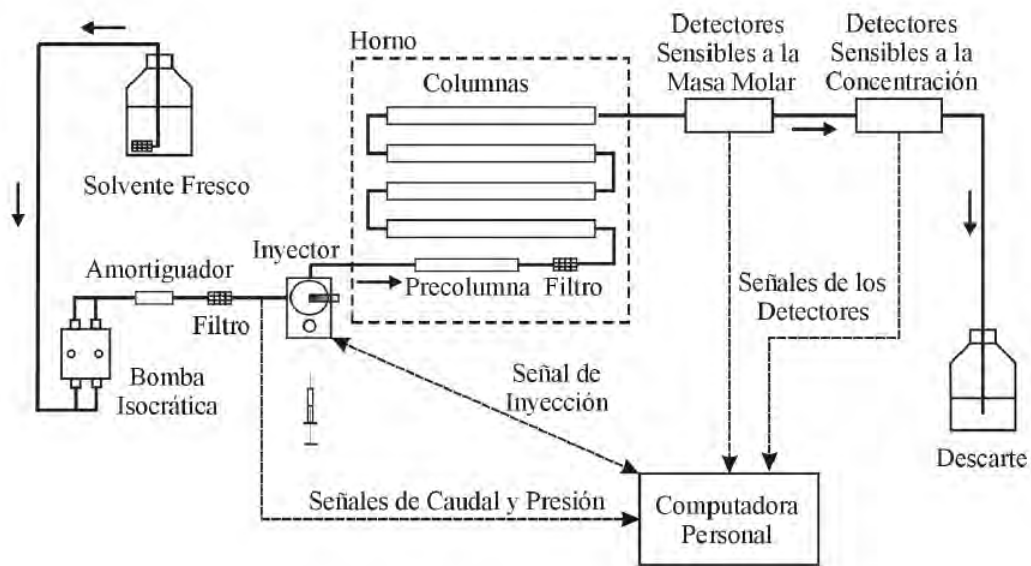 Detectores
Sensibles a la
Masa Molar
Detectores
Sensibles a la
Concentración
Horno
Columnas
Solvente Fresco
Inyector
Amortiguador
Precolumna
Filtro
Filtro
Señales de los
Detectores
Bomba
Isocrática
Señal de
Inyección
Descarte
Señales de Caudal y Presión
Computadora
Personal